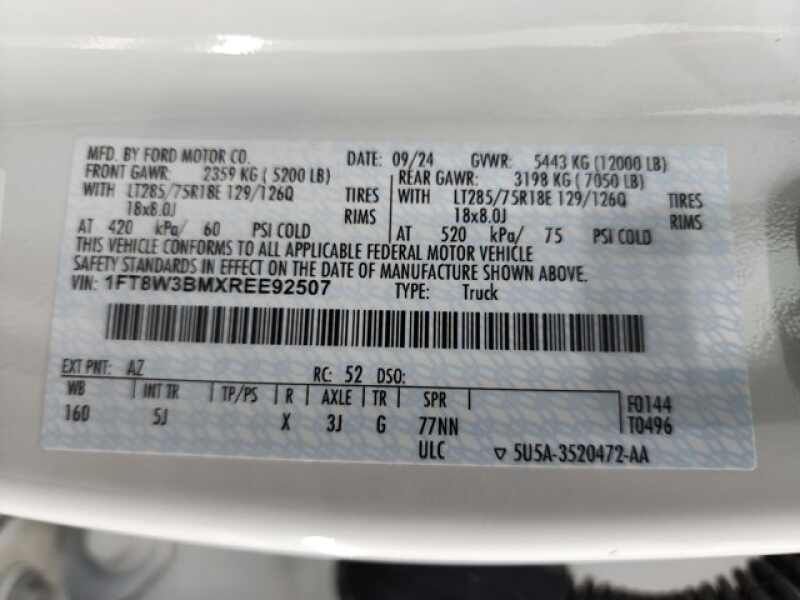 MFD. BY FORD MOTOR CO. DATE: 09/24 GVWR: 5443 KG (12000 LB)
FRONT GAWR: 2359 KG (5200 LB) REAR GAWR: 3198 KG (7050 LB)
WITH LT285/75R18E 129/126Q TIRES WITH LT285/75R18E 129/126Q TIRES
18x8.0J RIMS 18x8.0J RIMS
AT 420 kPa/ 60 PSI COLD AT 520 kPa/ 75 PSI COLD
THIS VEHICLE CONFORMS TO ALL APPLICABLE FEDERAL MOTOR VEHICLE
SAFETY STANDARDS IN EFFECT ON THE DATE OF MANUFACTURE SHOWN ABOVE.
VIN: 1FT8W3BMXREE92507 TYPE: Truck
EXT PNT: AZ RC: 52 DSO:
WB INT TR TP/PS R AXLE TR SPR F0144
160 5J X 3J G 77NN T0496
ULC ▽ 5U5A-3520472-AA